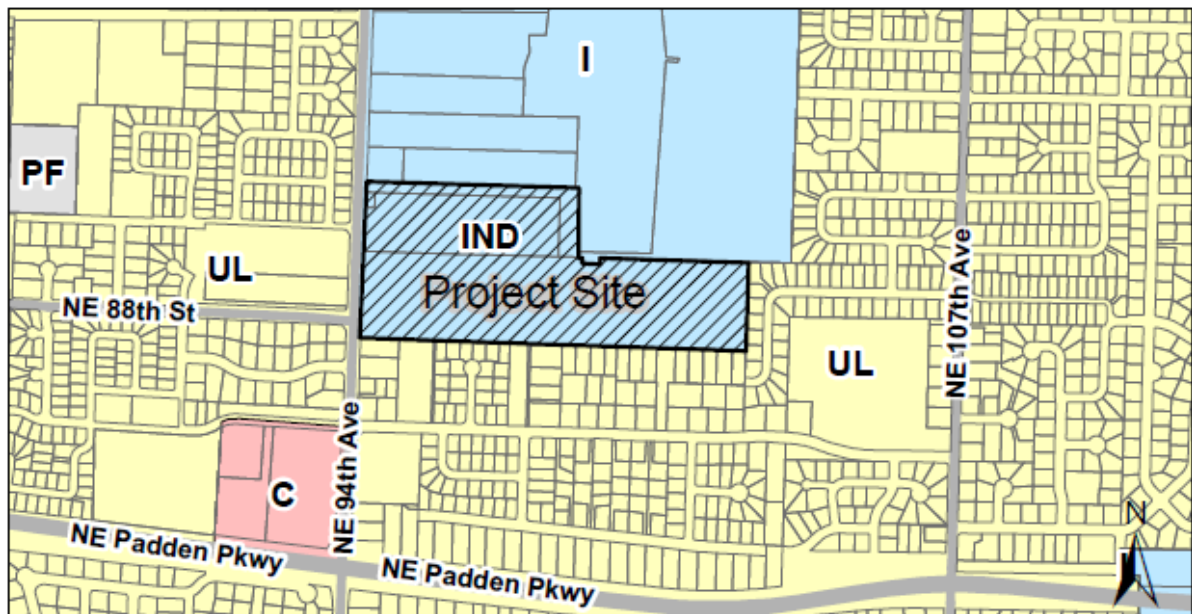 I
PF
IND
UL
Project Site
NE 88th St
NE 107th Ave
UL
NE 94th Ave
C
N
NE Padden Pkwy
NE Padden Pkwy
I